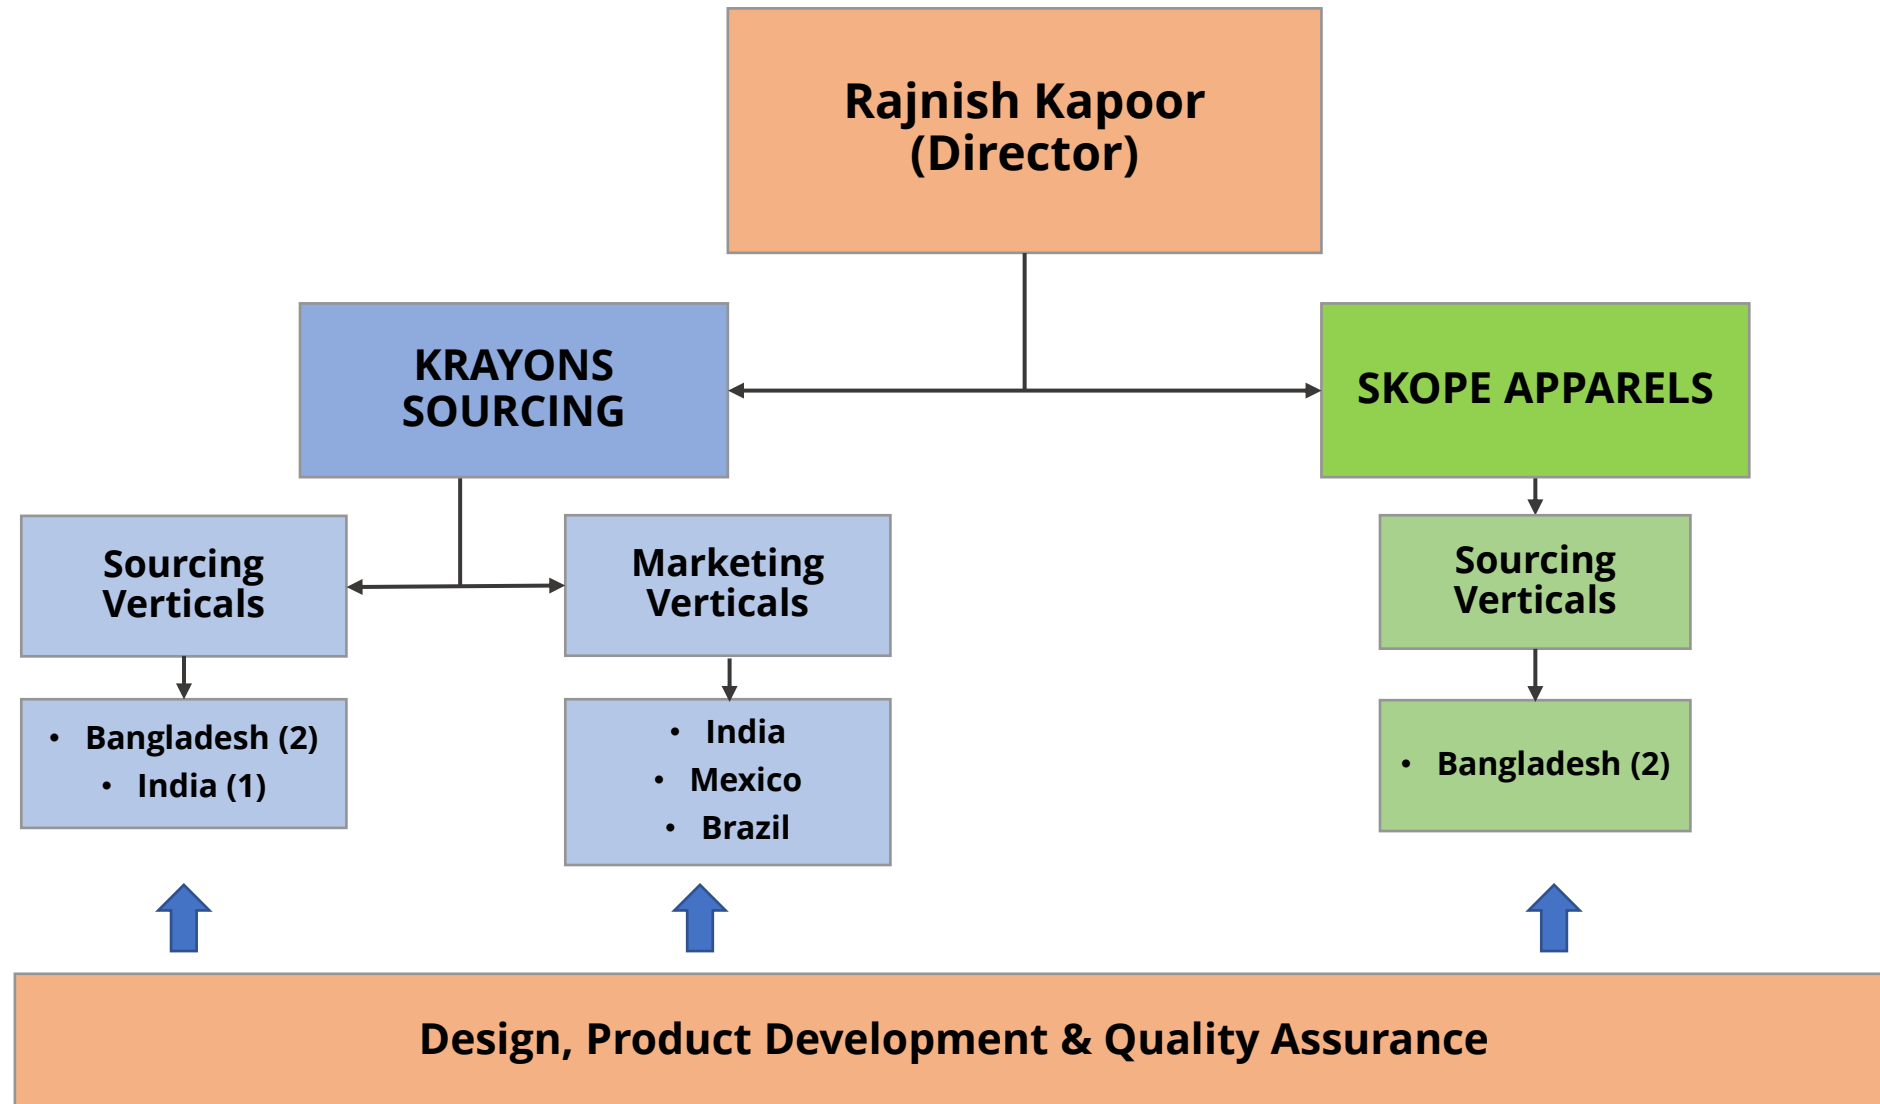 Rajnish Kapoor
(Director)
KRAYONS
SOURCING
SKOPE APPARELS
Sourcing
Verticals
Marketing
Verticals
Sourcing
Verticals
• Bangladesh (2)
• India (1)
• India
• Mexico
• Brazil
• Bangladesh (2)
Design, Product Development & Quality Assurance